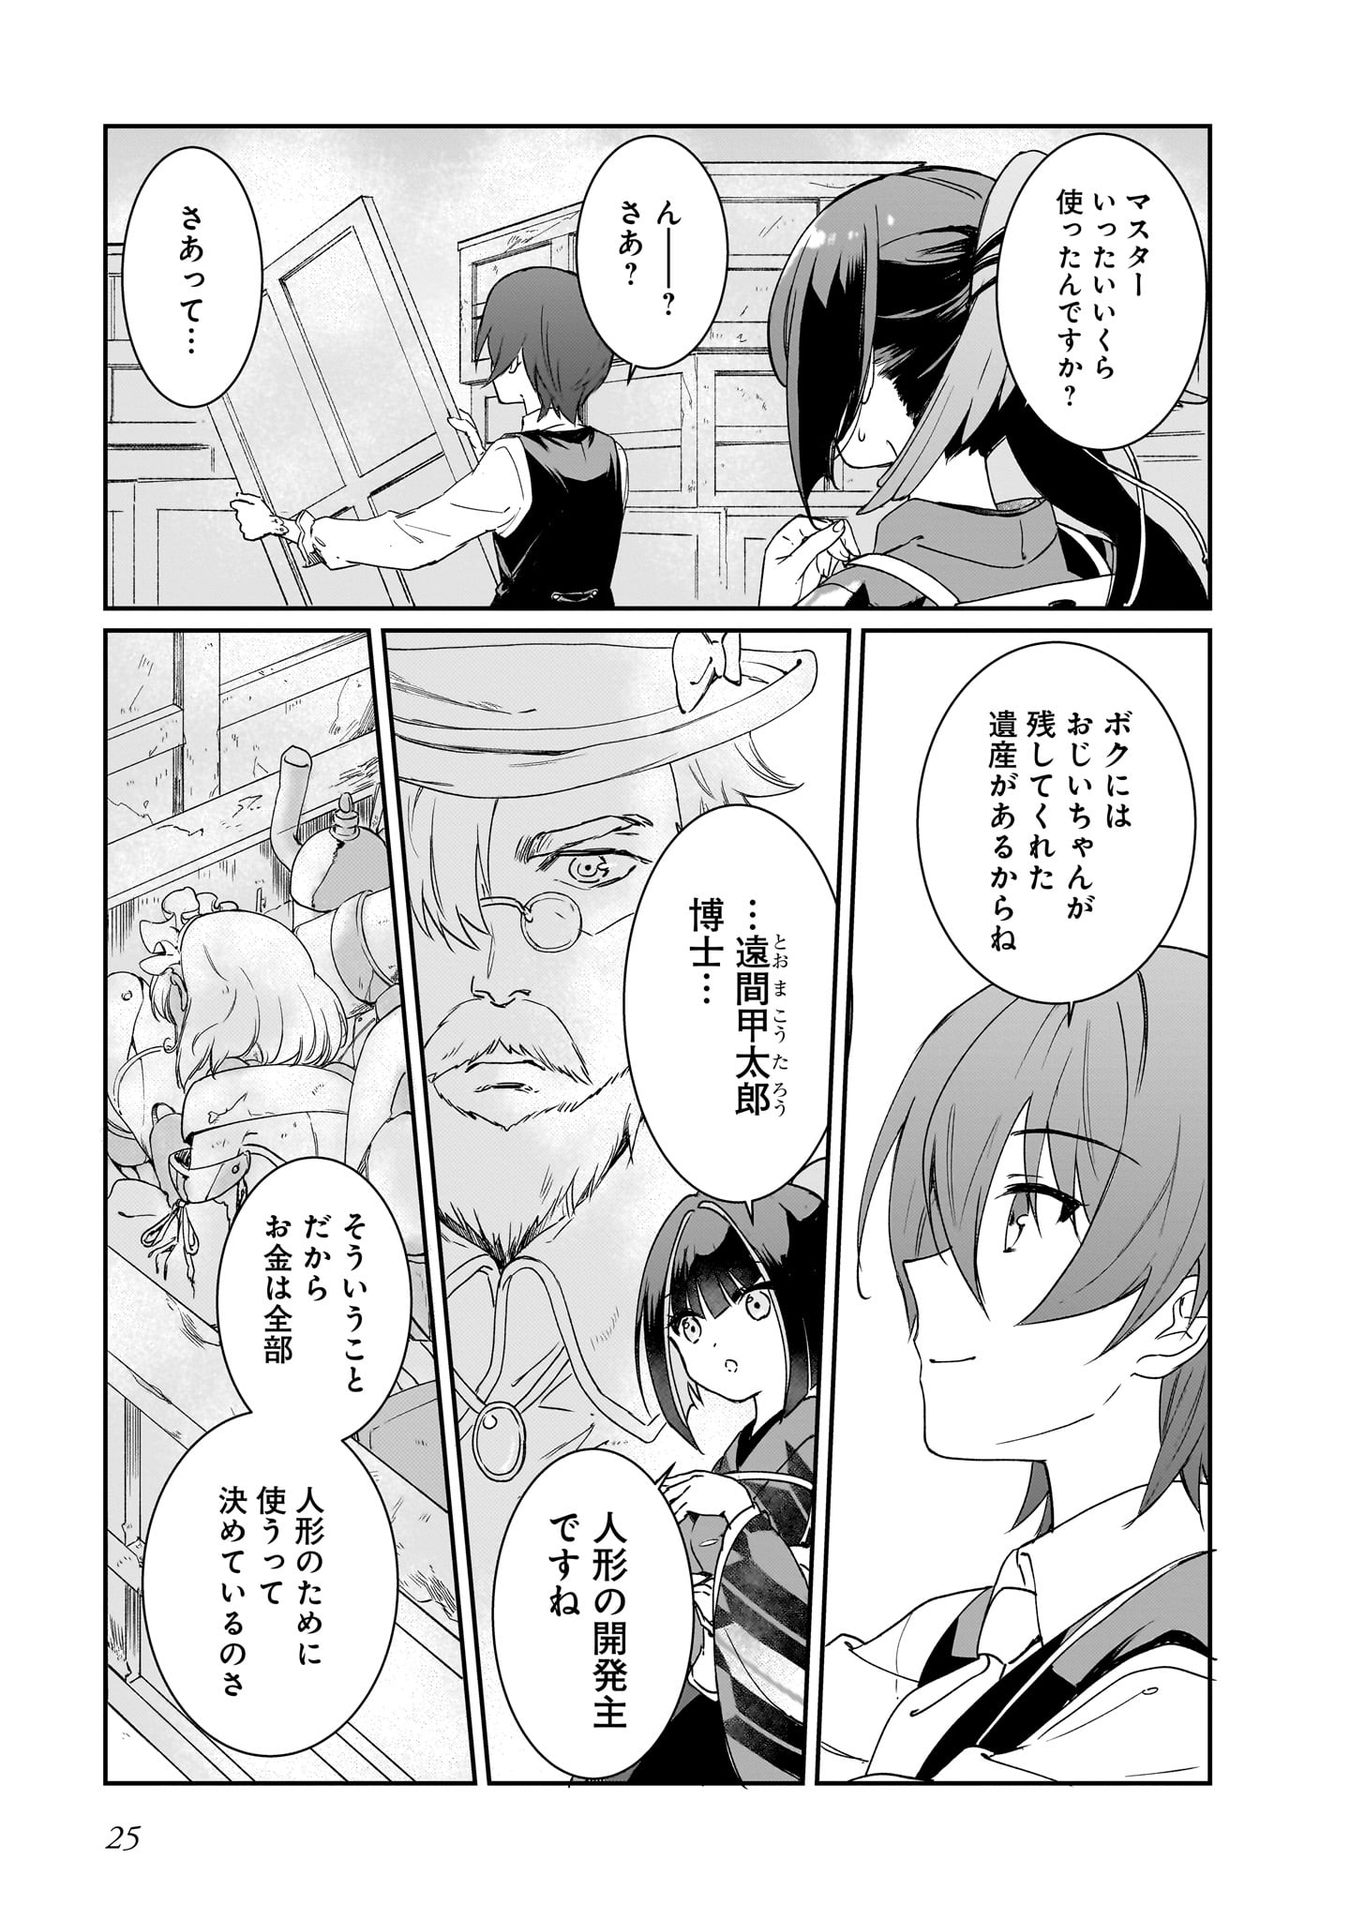 マスター
いったいいくら
使ったんですか？
ん――？
さあ？
さあって…
ボクには
おじいちゃんが
残してくれた
遺産があるからね
…遠間甲太郎
とおまこうたろう
博士…
人形の開発主
ですね
そういうこと
だから
お金は全部
人形のために
使うって
決めているのさ
25